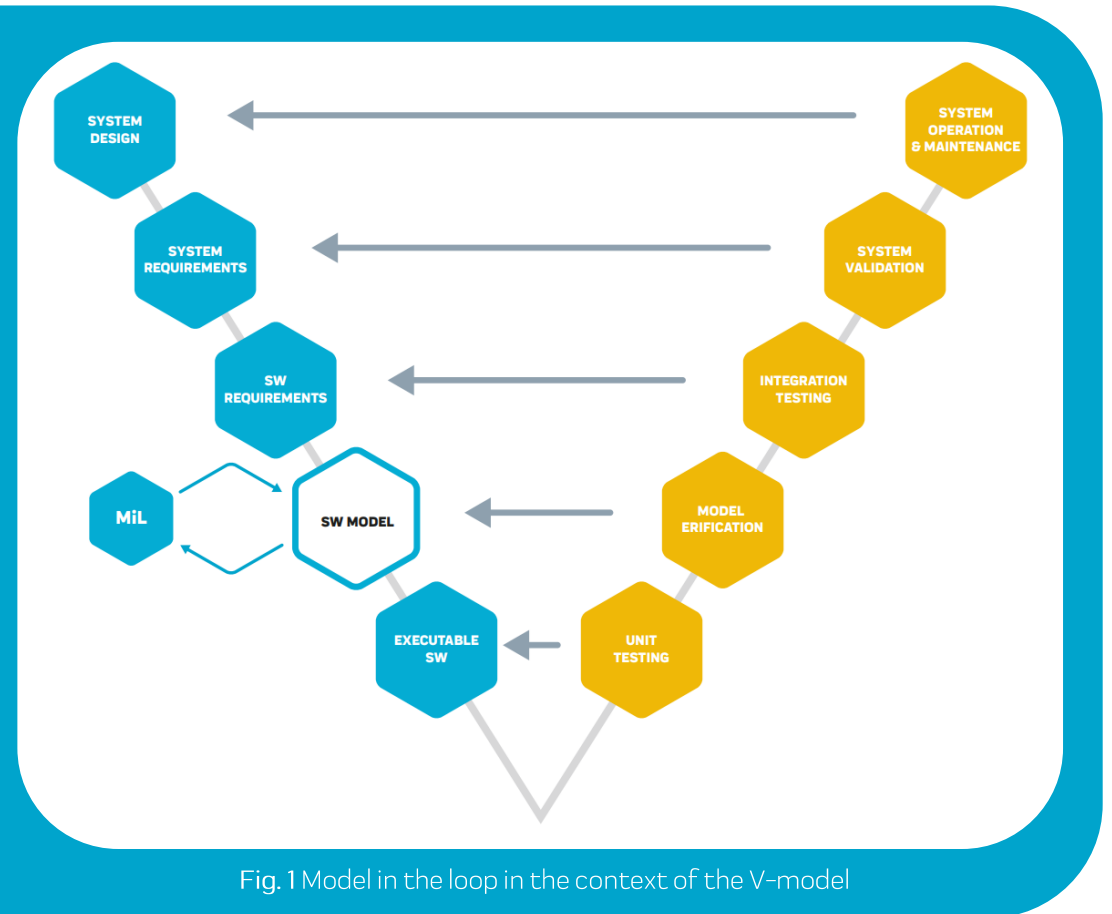 SYSTEM
DESIGN
SYSTEM
OPERATION
& MAINTENANCE
SYSTEM
REQUIREMENTS
SYSTEM
VALIDATION
SW
REQUIREMENTS
INTEGRATION
TESTING
MiL
SW MODEL
MODEL
ERIFICATION
EXECUTABLE
SW
UNIT
TESTING
Fig. 1 Model in the loop in the context of the V-model